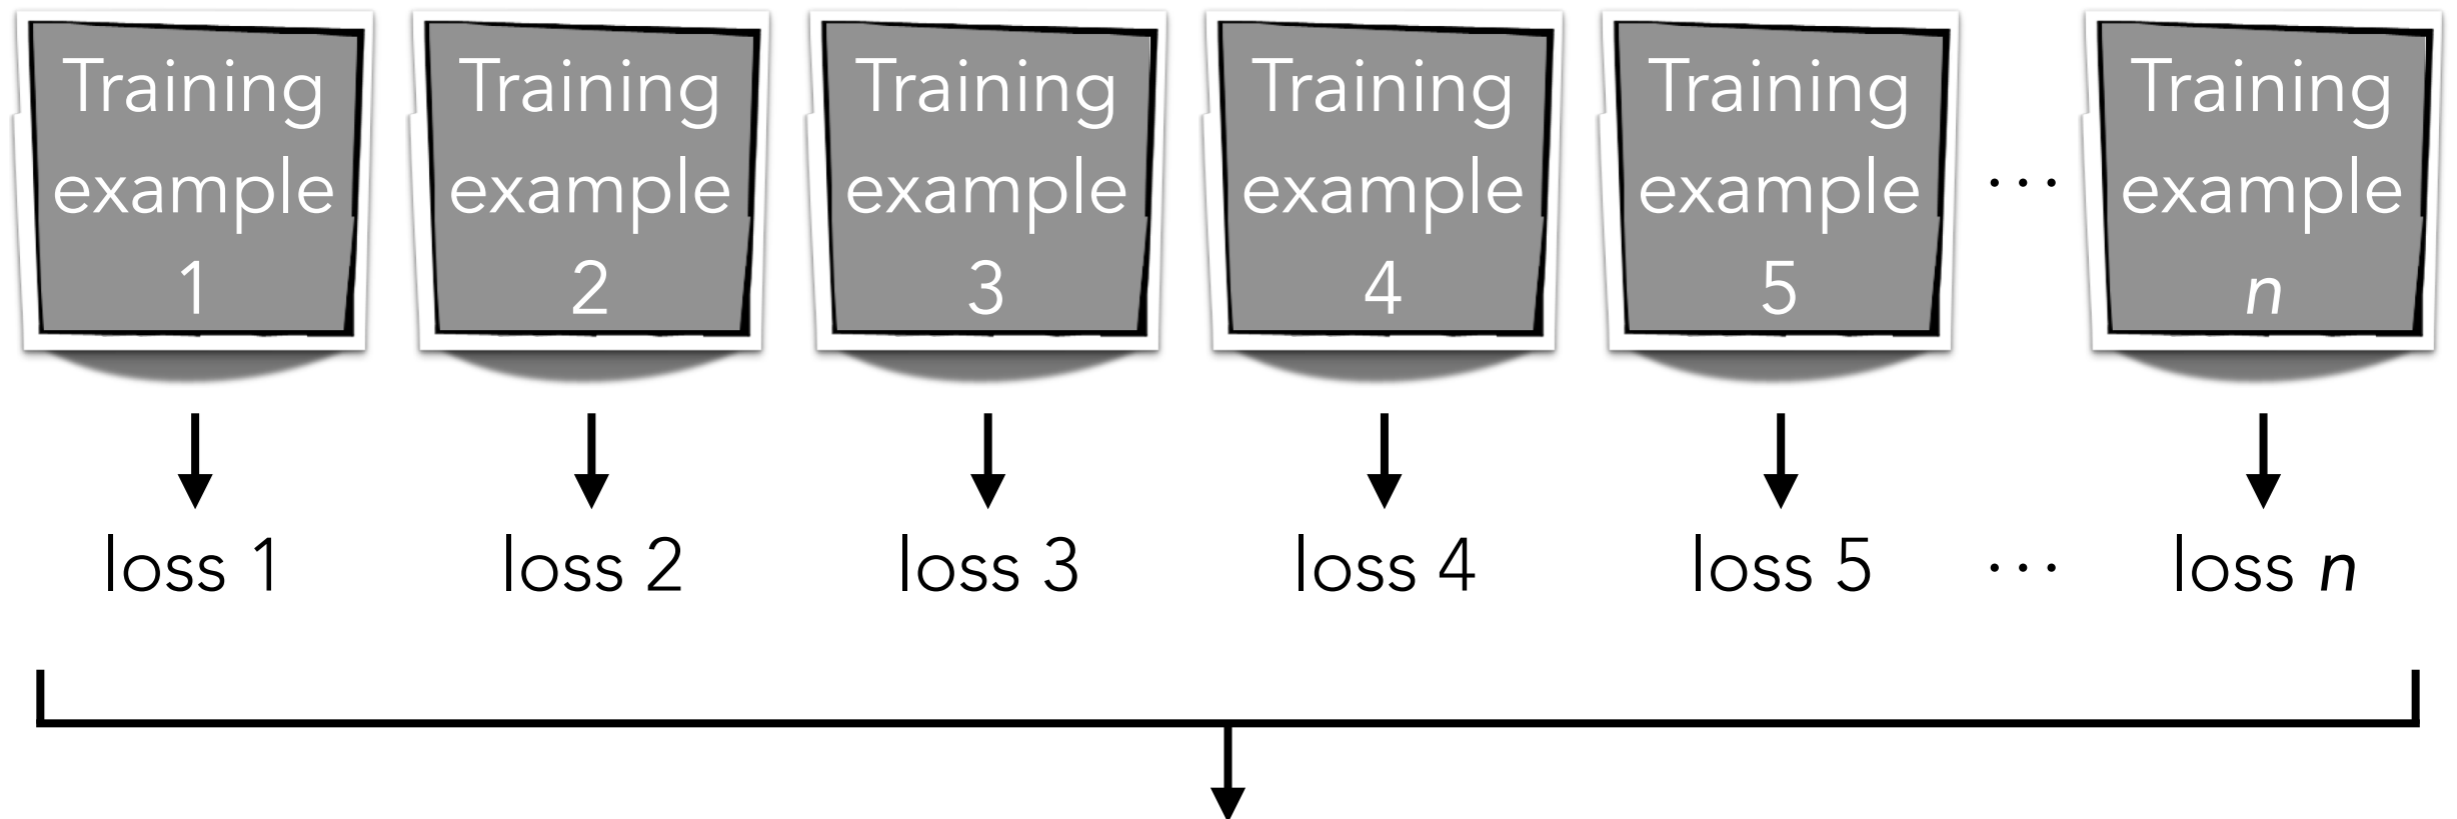 Training
example
1
Training
example
2
Training
example
3
Training
example
4
Training
example
5
...
Training
example
n
loss 1
loss 2
loss 3
loss 4
loss 5
...
loss n